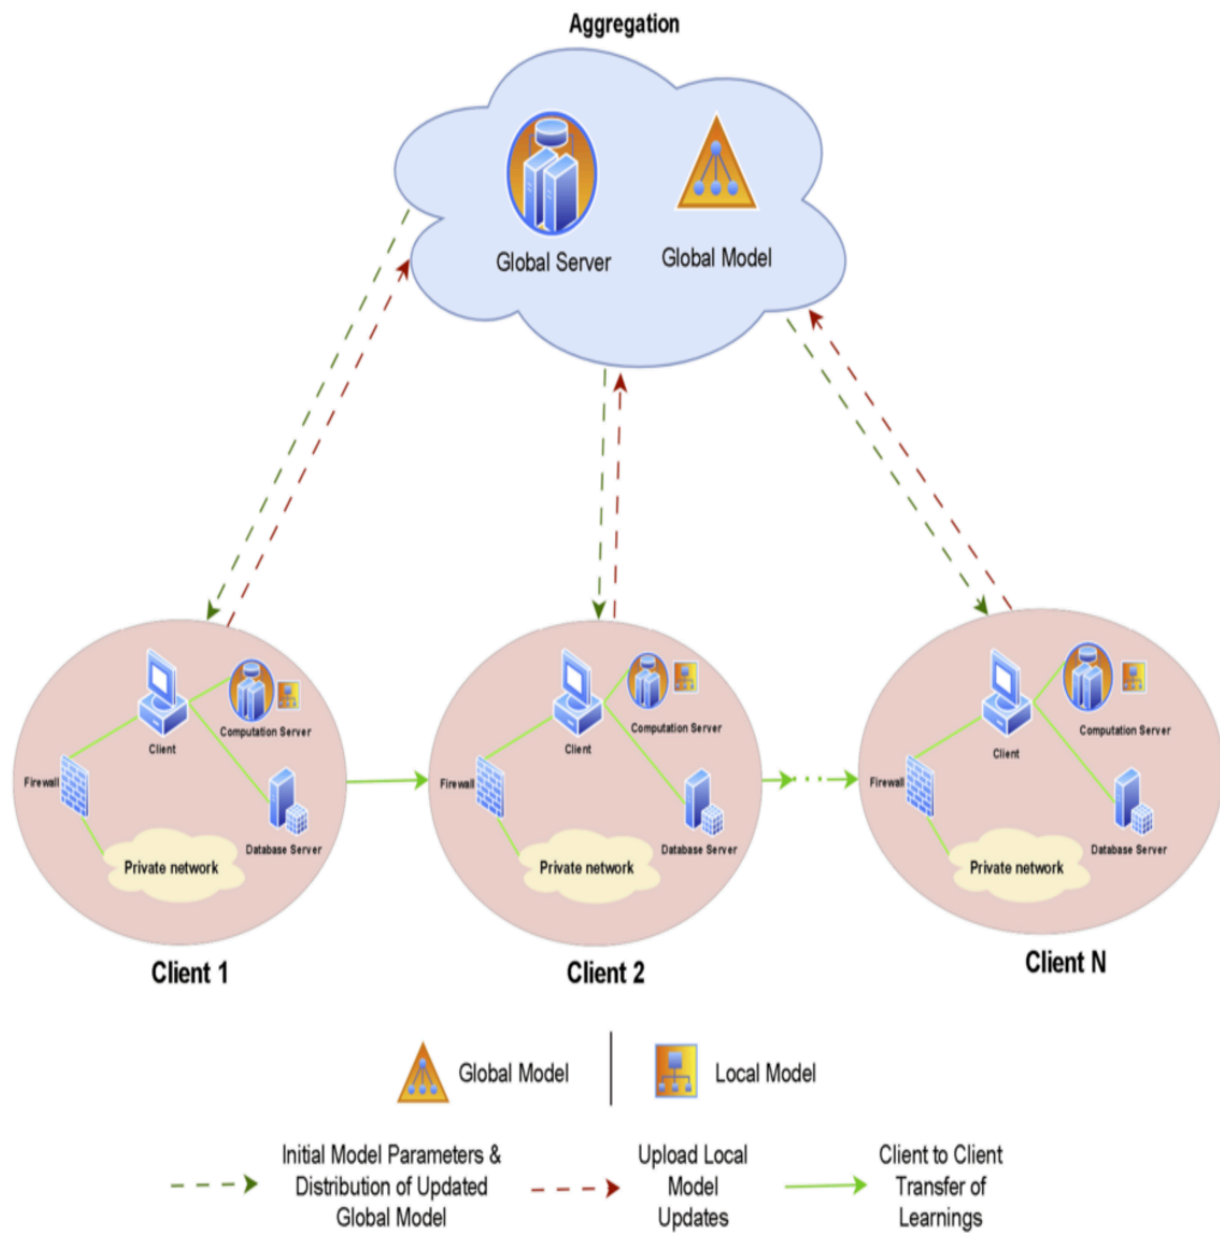 Aggregation
Global Server
Global Model
Client
Computation Server
Firewall
Database Server
Private network
Client 1
Client
Computation Server
Firewall
Database Server
Private network
Client 2
Client
Computation Server
Firewall
Database Server
Private network
Client N
Global Model
Local Model
Initial Model Parameters &
Distribution of Updated
Global Model
Upload Local
Model
Updates
Client to Client
Transfer of
Learnings